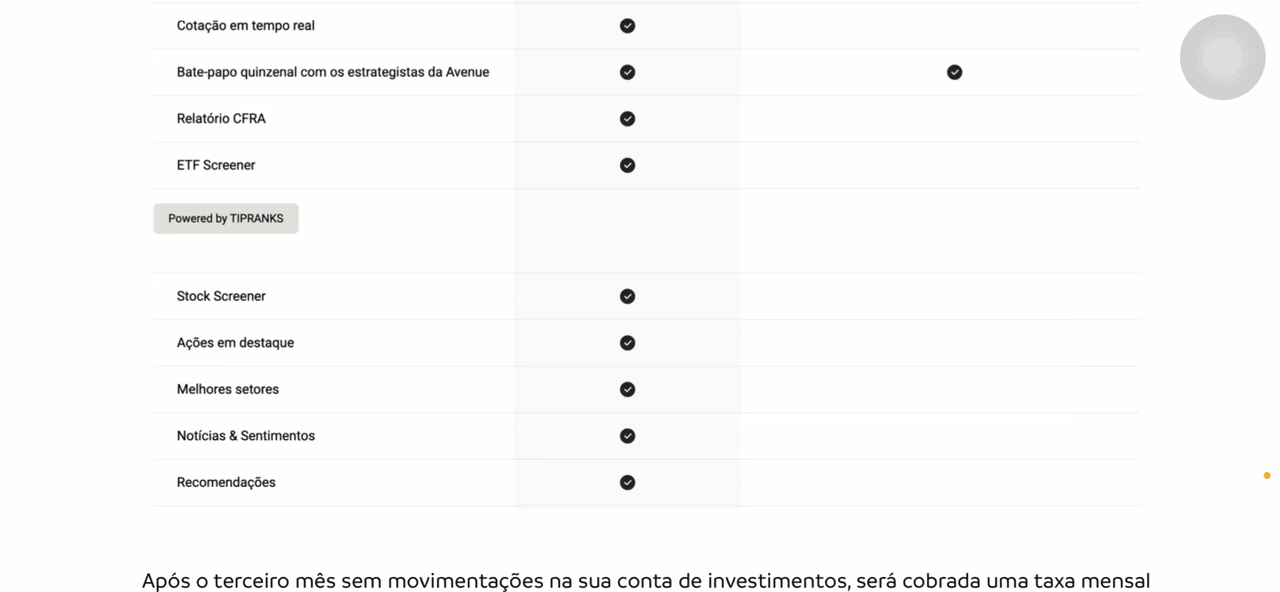 Cotação em tempo real
Bate-papo quinzenal com os estrategistas da Avenue
Relatório CFRA
ETF Screener
Powered by TIPRANKS
Stock Screener
Ações em destaque
Melhores setores
Notícias & Sentimentos
Recomendações
Após o terceiro mês sem movimentações na sua conta de investimentos, será cobrada uma taxa mensal